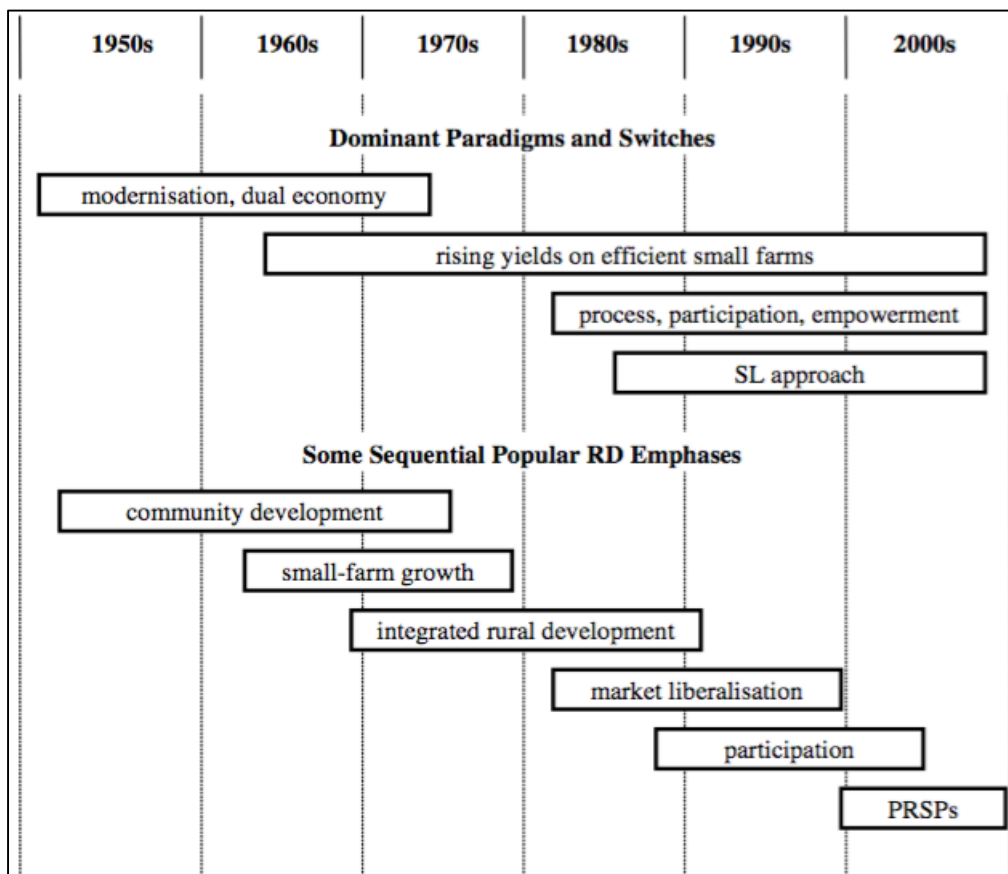 1950s 1960s 1970s 1980s 1990s 2000s
Dominant Paradigms and Switches
modernisation, dual economy
rising yields on efficient small farms
process, participation, empowerment
SL approach
Some Sequential Popular RD Emphases
community development
small-farm growth
integrated rural development
market liberalisation
participation
PRSPs